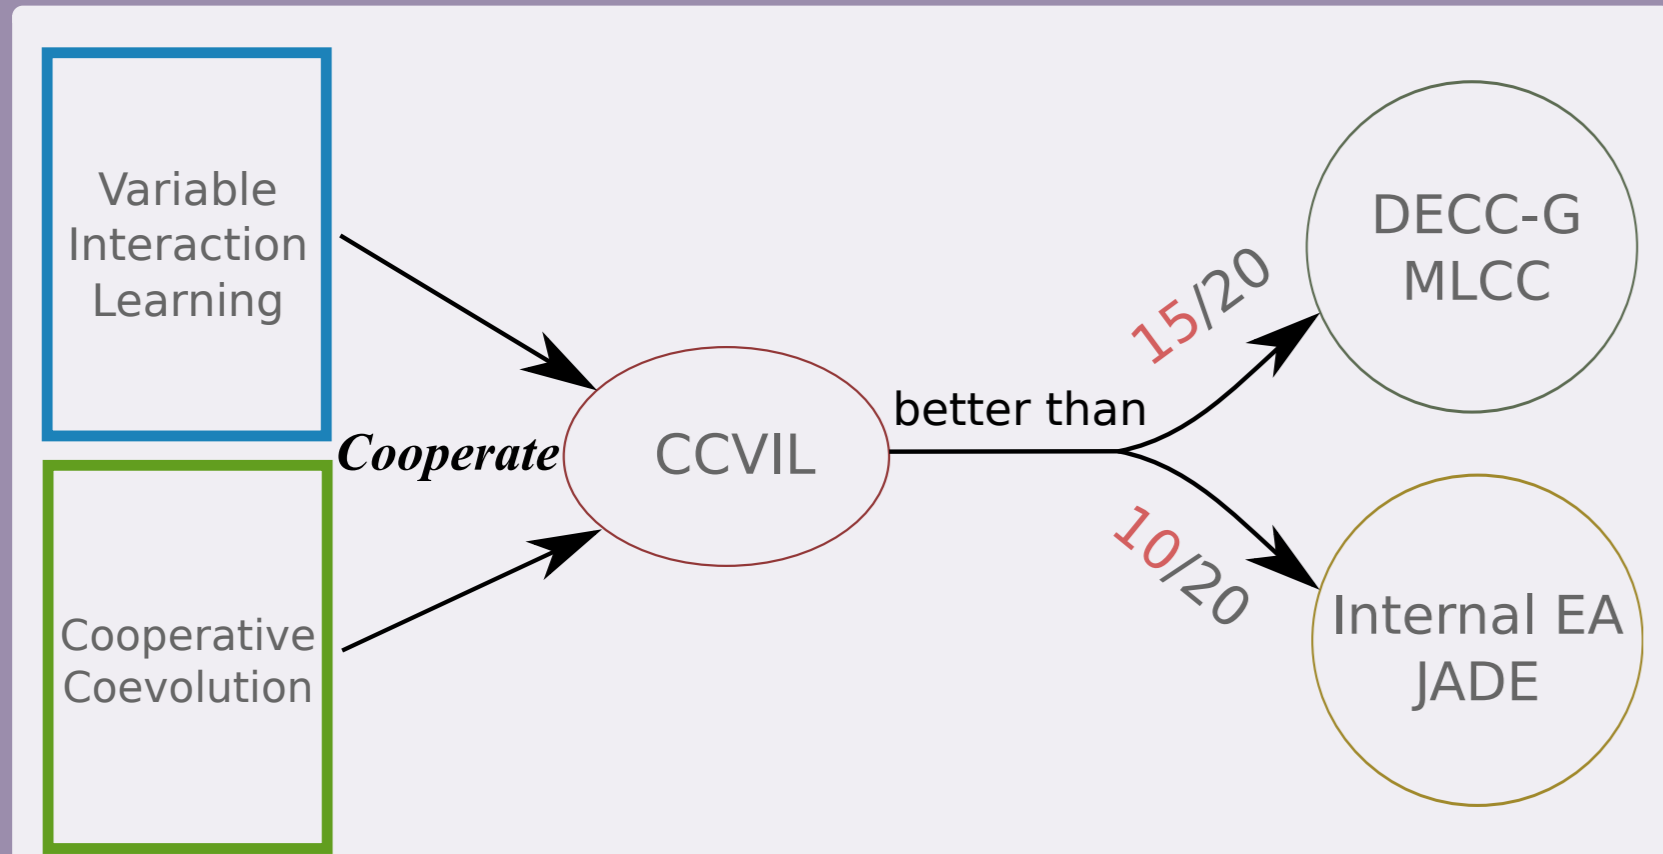 Variable
Interaction
Learning
Cooperative
Coevolution
Cooperate
CCVIL
better than
15/20
10/20
DECC-G
MLCC
Internal EA
JADE